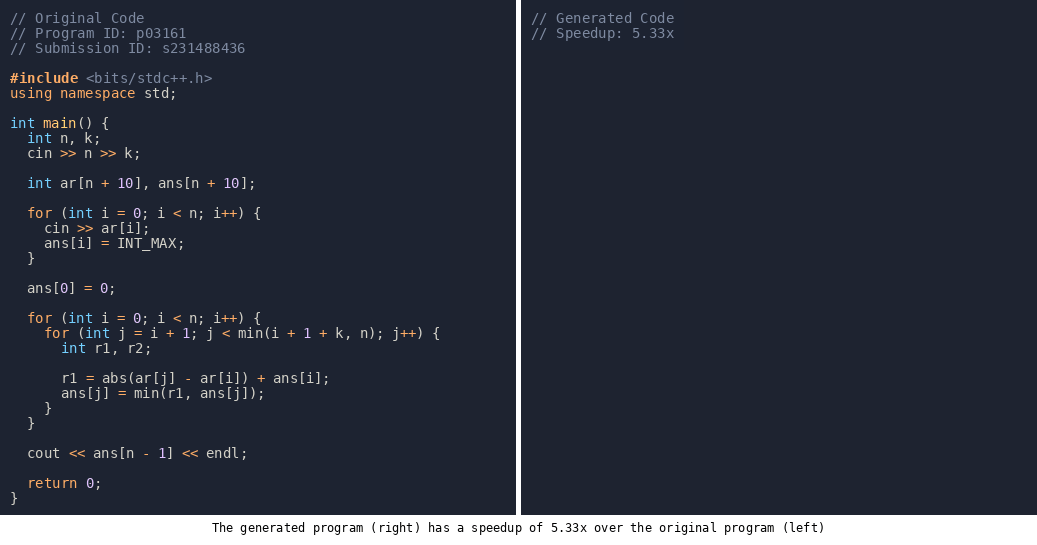 // Original Code
// Program ID: p03161
// Submission ID: s231488436
#include <bits/stdc++.h>
using namespace std;
int main() {
  int n, k;
  cin >> n >> k;
  int ar[n + 10], ans[n + 10];
  for (int i = 0; i < n; i++) {
    cin >> ar[i];
    ans[i] = INT_MAX;
  }
  ans[0] = 0;
  for (int i = 0; i < n; i++) {
    for (int j = i + 1; j < min(i + 1 + k, n); j++) {
      int r1, r2;
      r1 = abs(ar[j] - ar[i]) + ans[i];
      ans[j] = min(r1, ans[j]);
    }
  }
  cout << ans[n - 1] << endl;
  return 0;
}
// Generated Code
// Speedup: 5.33x
The generated program (right) has a speedup of 5.33x over the original program (left)